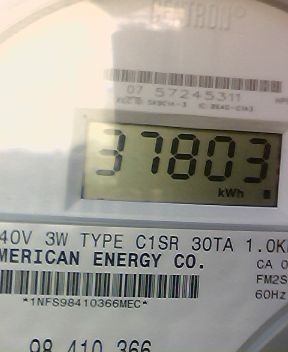 CENTRON®
07 57245311
37803
kWh
40V 3W TYPE C1SR 30TA 1.0K
MERICAN ENERGY CO.
CA 0
FM2S
60Hz
*1NFS98410366MEC*
98 410 366